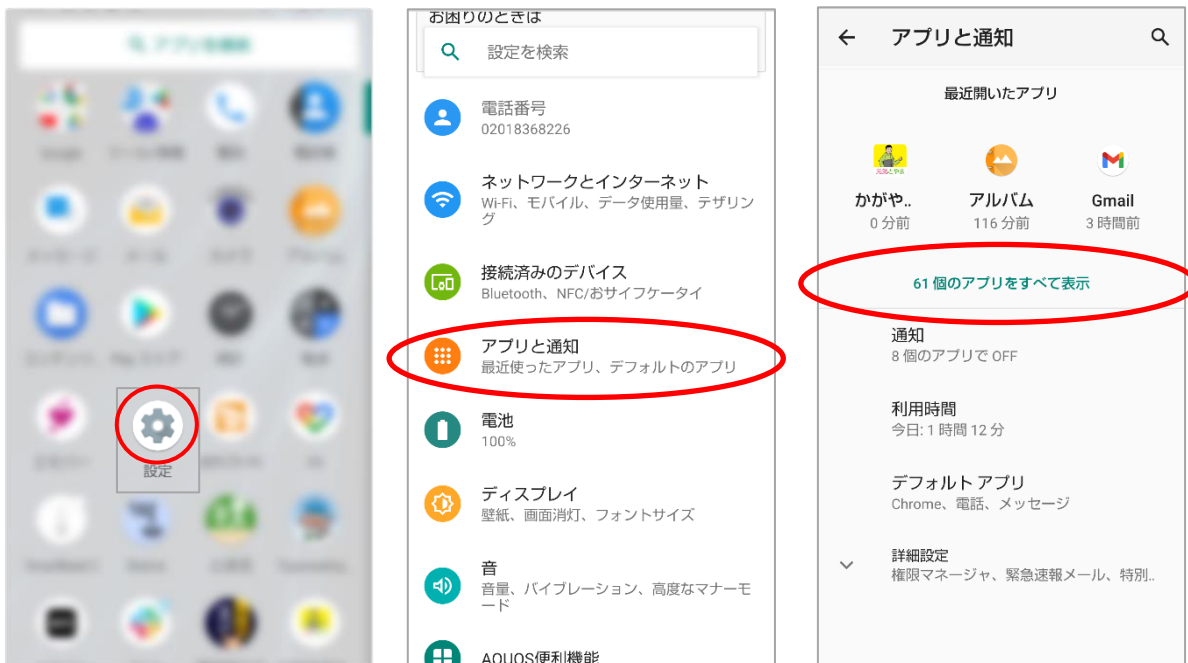 設定
お困りのときは
設定を検索
電話番号
02018368226
ネットワークとインターネット
Wi-Fi、モバイル、データ使用量、テザリン
グ
接続済みのデバイス
Bluetooth、NFC/おサイフケータイ
アプリと通知
最近使ったアプリ、デフォルトのアプリ
電池
100%
ディスプレイ
壁紙、画面消灯、フォントサイズ
音
音量、バイブレーション、高度なマナーモ
ード
AQUOS便利機能
アプリと通知
最近開いたアプリ
かがや..
アルバム
Gmail
0 分前
116 分前
3 時間前
61 個のアプリをすべて表示
通知
8 個のアプリで OFF
利用時間
今日: 1 時間 12 分
デフォルト アプリ
Chrome、電話、メッセージ
詳細設定
権限マネージャ、緊急速報メール、特別..